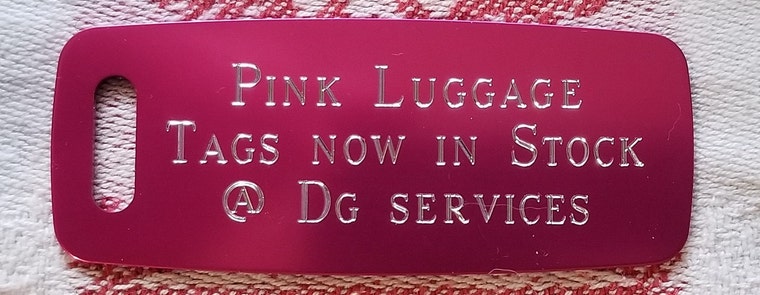 Pink Luggage
Tags now in Stock
@ Dg services